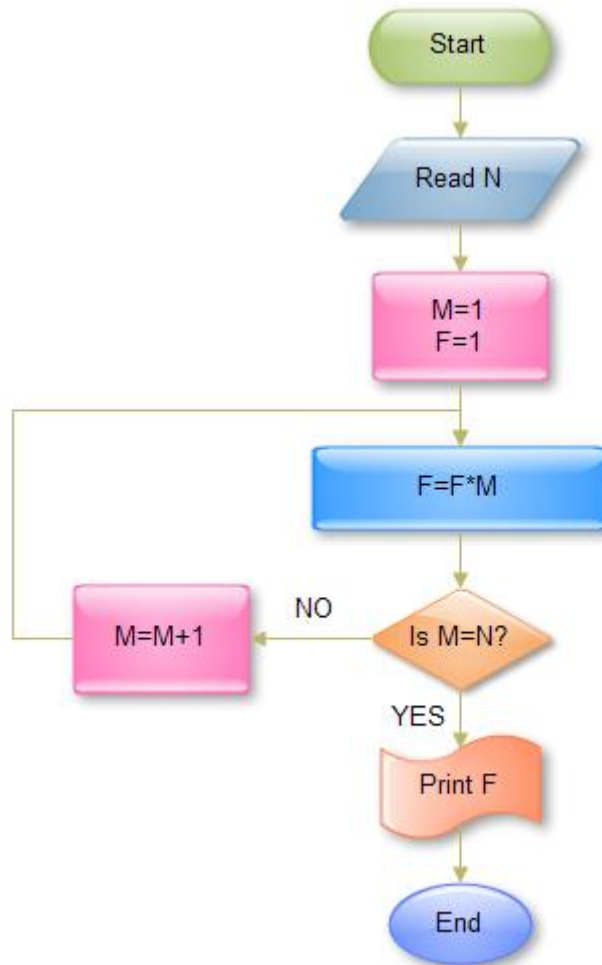 Start
Read N
M=1
F=1
F=F*M
Is M=N?
NO
M=M+1
YES
Print F
End